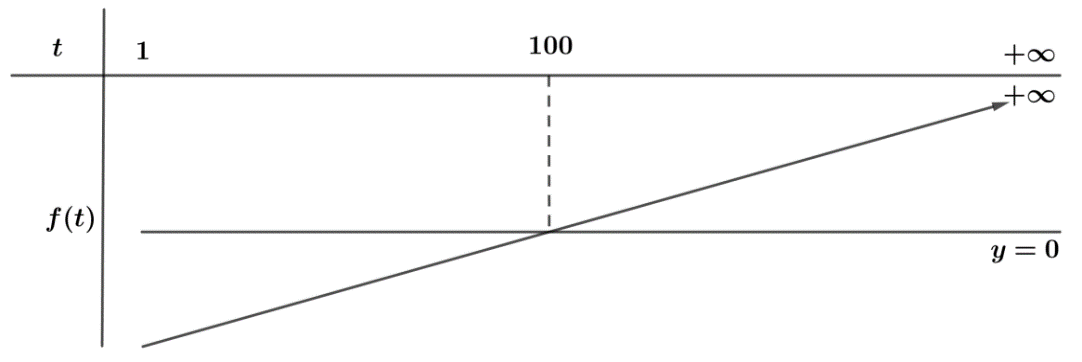 t 1 100 +∞
+∞
f(t)
y = 0